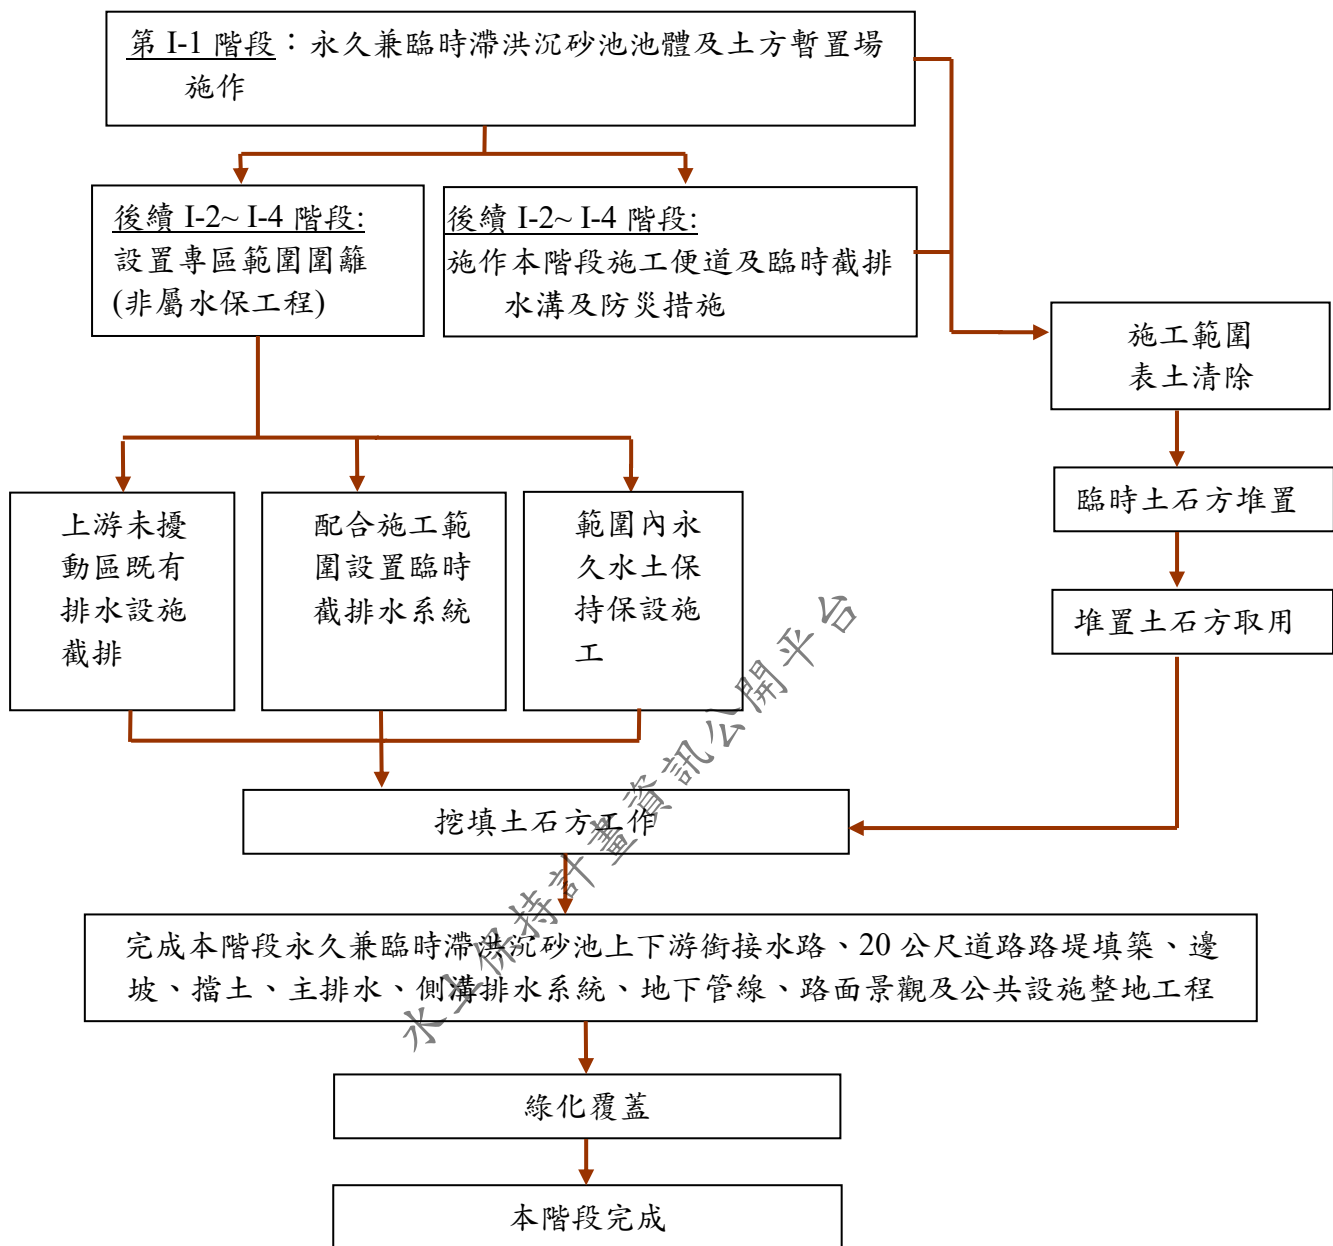 第 I-1 階段：永久兼臨時滯洪沉砂池池體及土方暫置場
施作
後續 I-2~ I-4 階段:
設置專區範圍圍籬
(非屬水保工程)
後續 I-2~ I-4 階段:
施作本階段施工便道及臨時截排
水溝及防災措施
施工範圍
表土清除
臨時土石方堆置
堆置土石方取用
上游未擾
動區既有
排水設施
截排
配合施工範
圍設置臨時
截排水系統
範圍內永
久水土保
持保設施
工
挖填土石方工作
完成本階段永久兼臨時滯洪沉砂池上下游銜接水路、20 公尺道路路堤填築、邊
坡、擋土、主排水、側溝排水系統、地下管線、路面景觀及公共設施整地工程
綠化覆蓋
本階段完成
水土保持計畫資訊公開平台